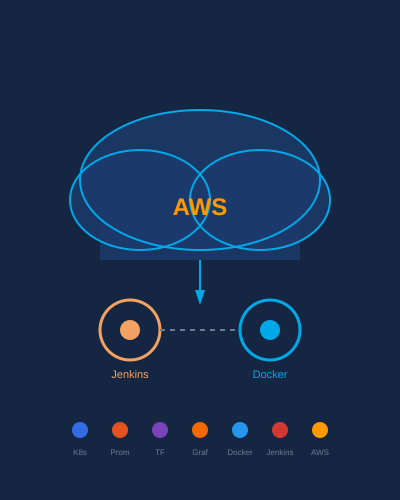 AWS
Jenkins Docker
K8s Prom TF Graf Docker Jenkins AWS